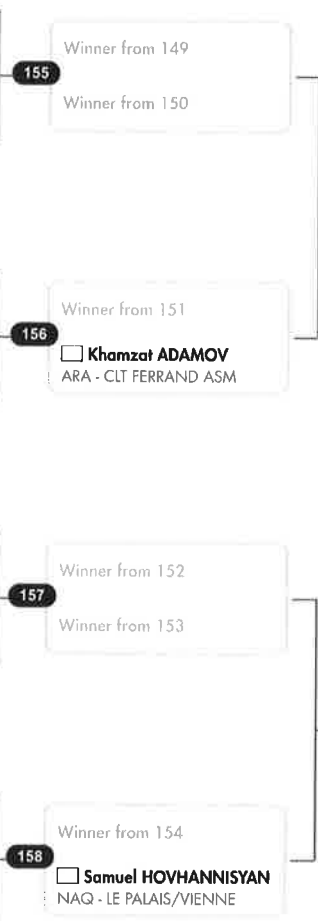 Winner from 149
155
Winner from 150
Winner from 151
156
Khamzat ADAMOV
ARA - CLT FERRAND ASM
Winner from 152
157
Winner from 153
Winner from 154
158
Samuel HOVHANNISYAN
NAQ - LE PALAIS/VIENNE